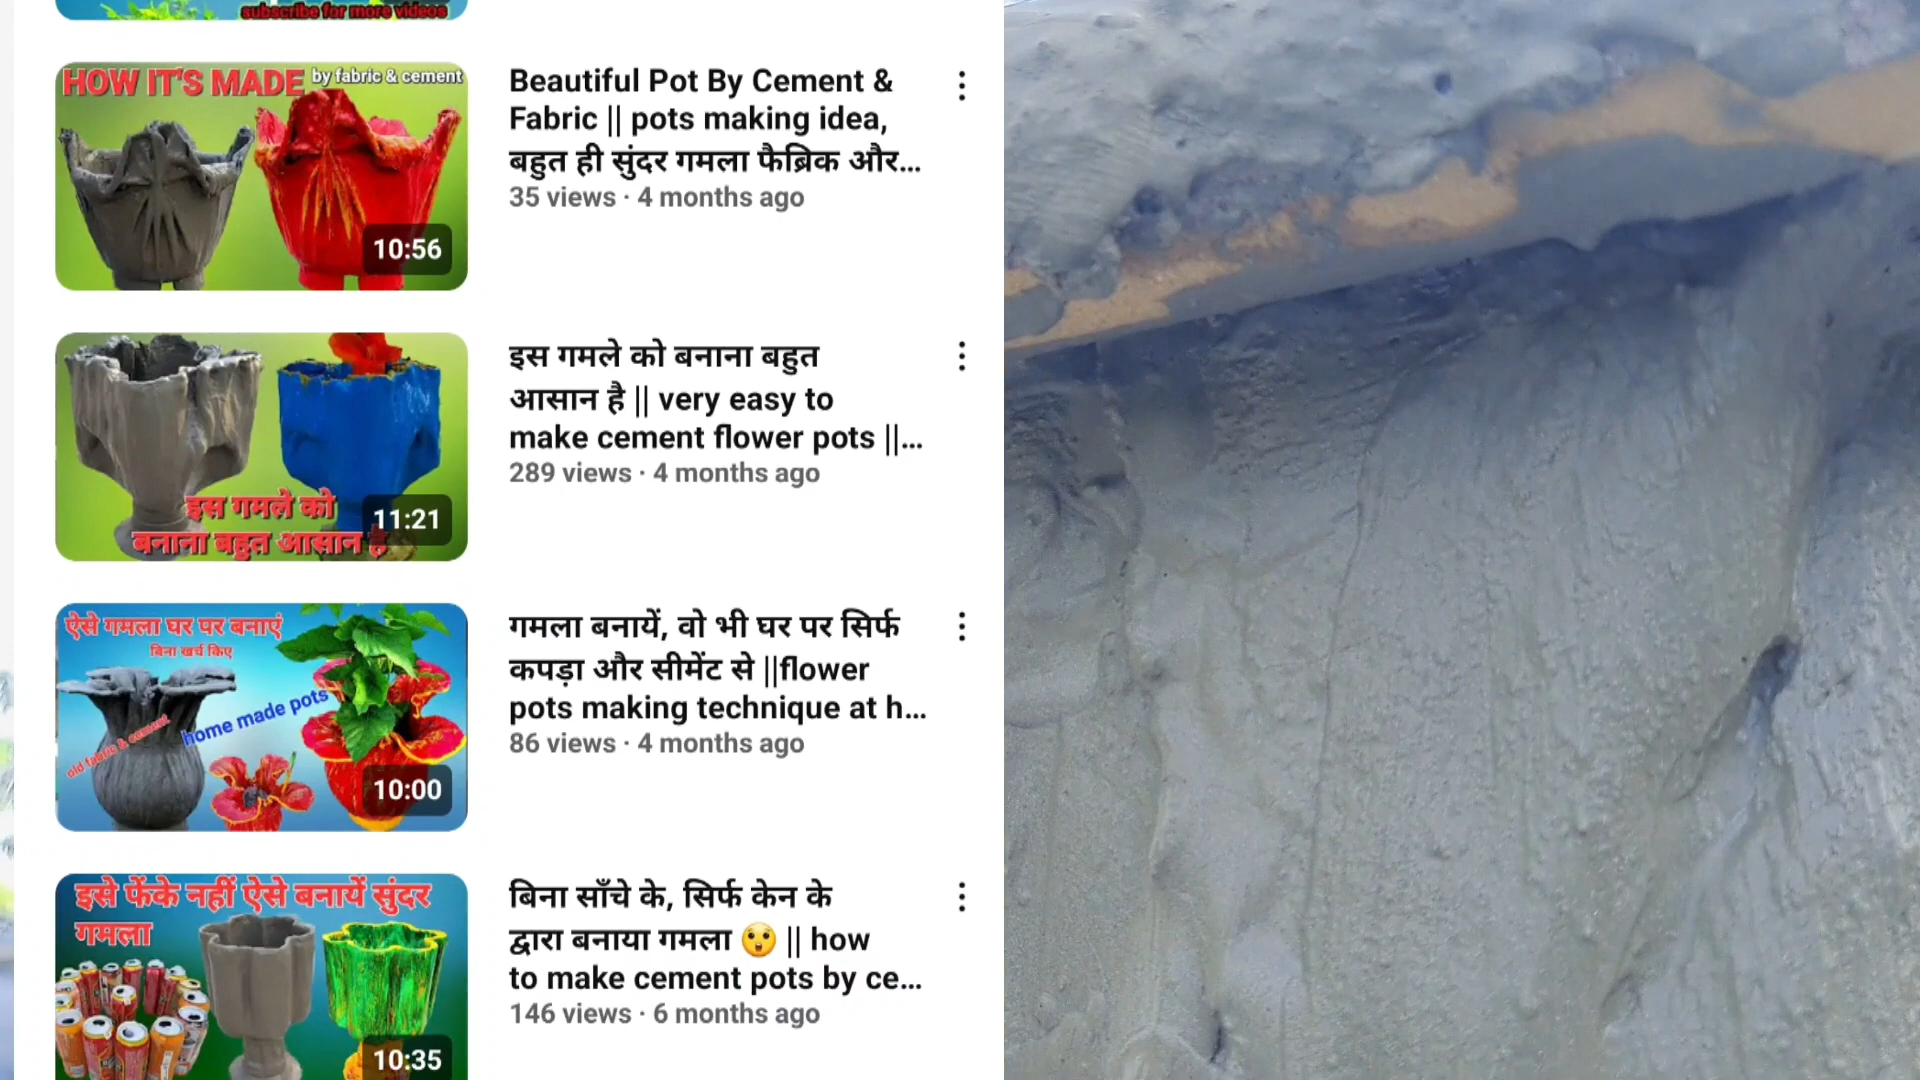 subscribe for more videos
HOW IT'S MADE by fabric & cement
10:56
Beautiful Pot By Cement &
Fabric || pots making idea,
बहुत ही सुंदर गमला फैब्रिक और...
35 views · 4 months ago
इस गमले को
बनाना बहुत आसान है
11:21
इस गमले को बनाना बहुत
आसान है || very easy to
make cement flower pots ||...
289 views · 4 months ago
ऐसे गमला घर पर बनाएं
बिना खर्च किए
home made pots
old fabric & cement
10:00
गमला बनायें, वो भी घर पर सिर्फ
कपड़ा और सीमेंट से ||flower
pots making technique at h...
86 views · 4 months ago
इसे फेंके नहीं ऐसे बनायें सुंदर
गमला
10:35
बिना साँचे के, सिर्फ केन के
द्वारा बनाया गमला 😲 || how
to make cement pots by ce...
146 views · 6 months ago